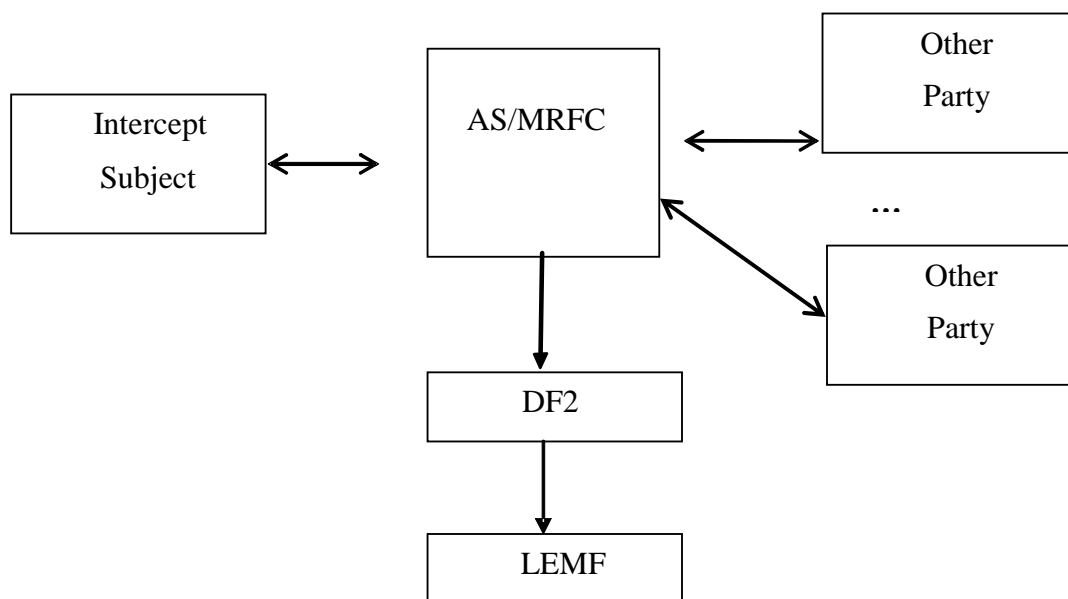 Intercept
Subject
AS/MRFC
Other
Party
...
Other
Party
DF2
LEMF